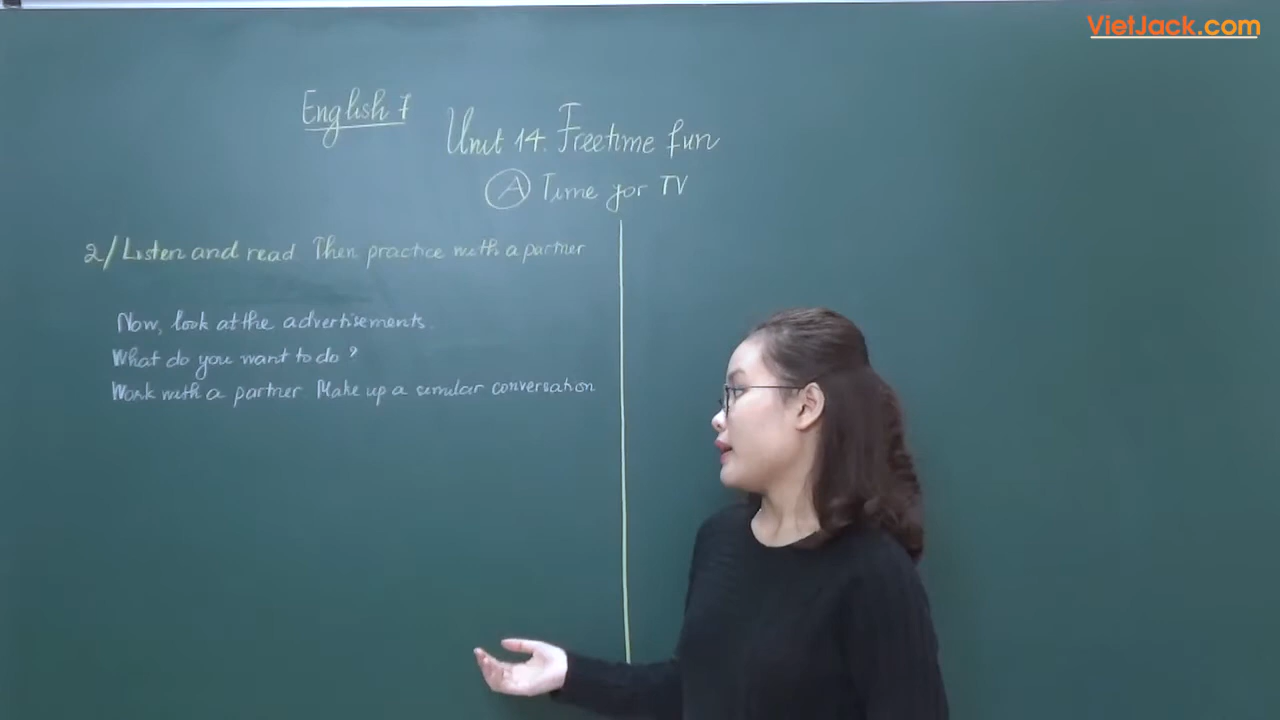 VietJack.com
English 7
Unit 14. Freetime fun
A Time for TV
2/ Listen and read Then practice with a partner
Now, look at the advertisements.
What do you want to do ?
Work with a partner Make up a similar conversation